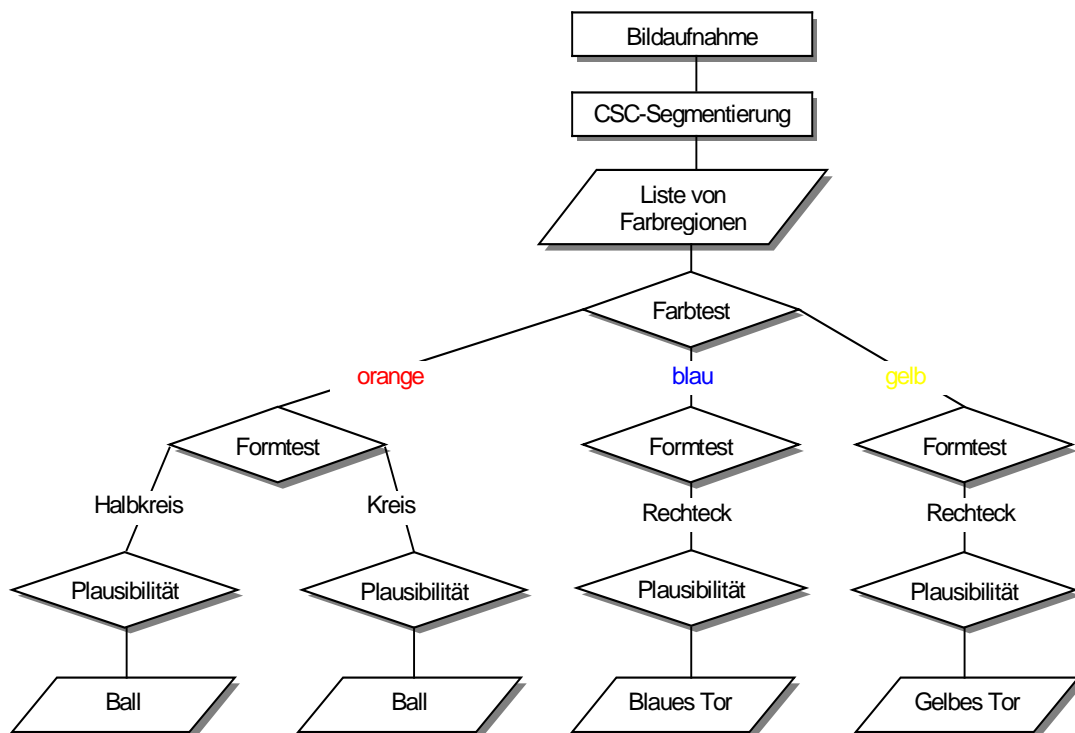 Bildaufnahme
CSC-Segmentierung
Liste von
Farbregionen
Farbtest
orange
blau
gelb
Formtest
Formtest
Formtest
Halbkreis
Kreis
Rechteck
Rechteck
Plausibilität
Plausibilität
Plausibilität
Plausibilität
Ball
Ball
Blaues Tor
Gelbes Tor